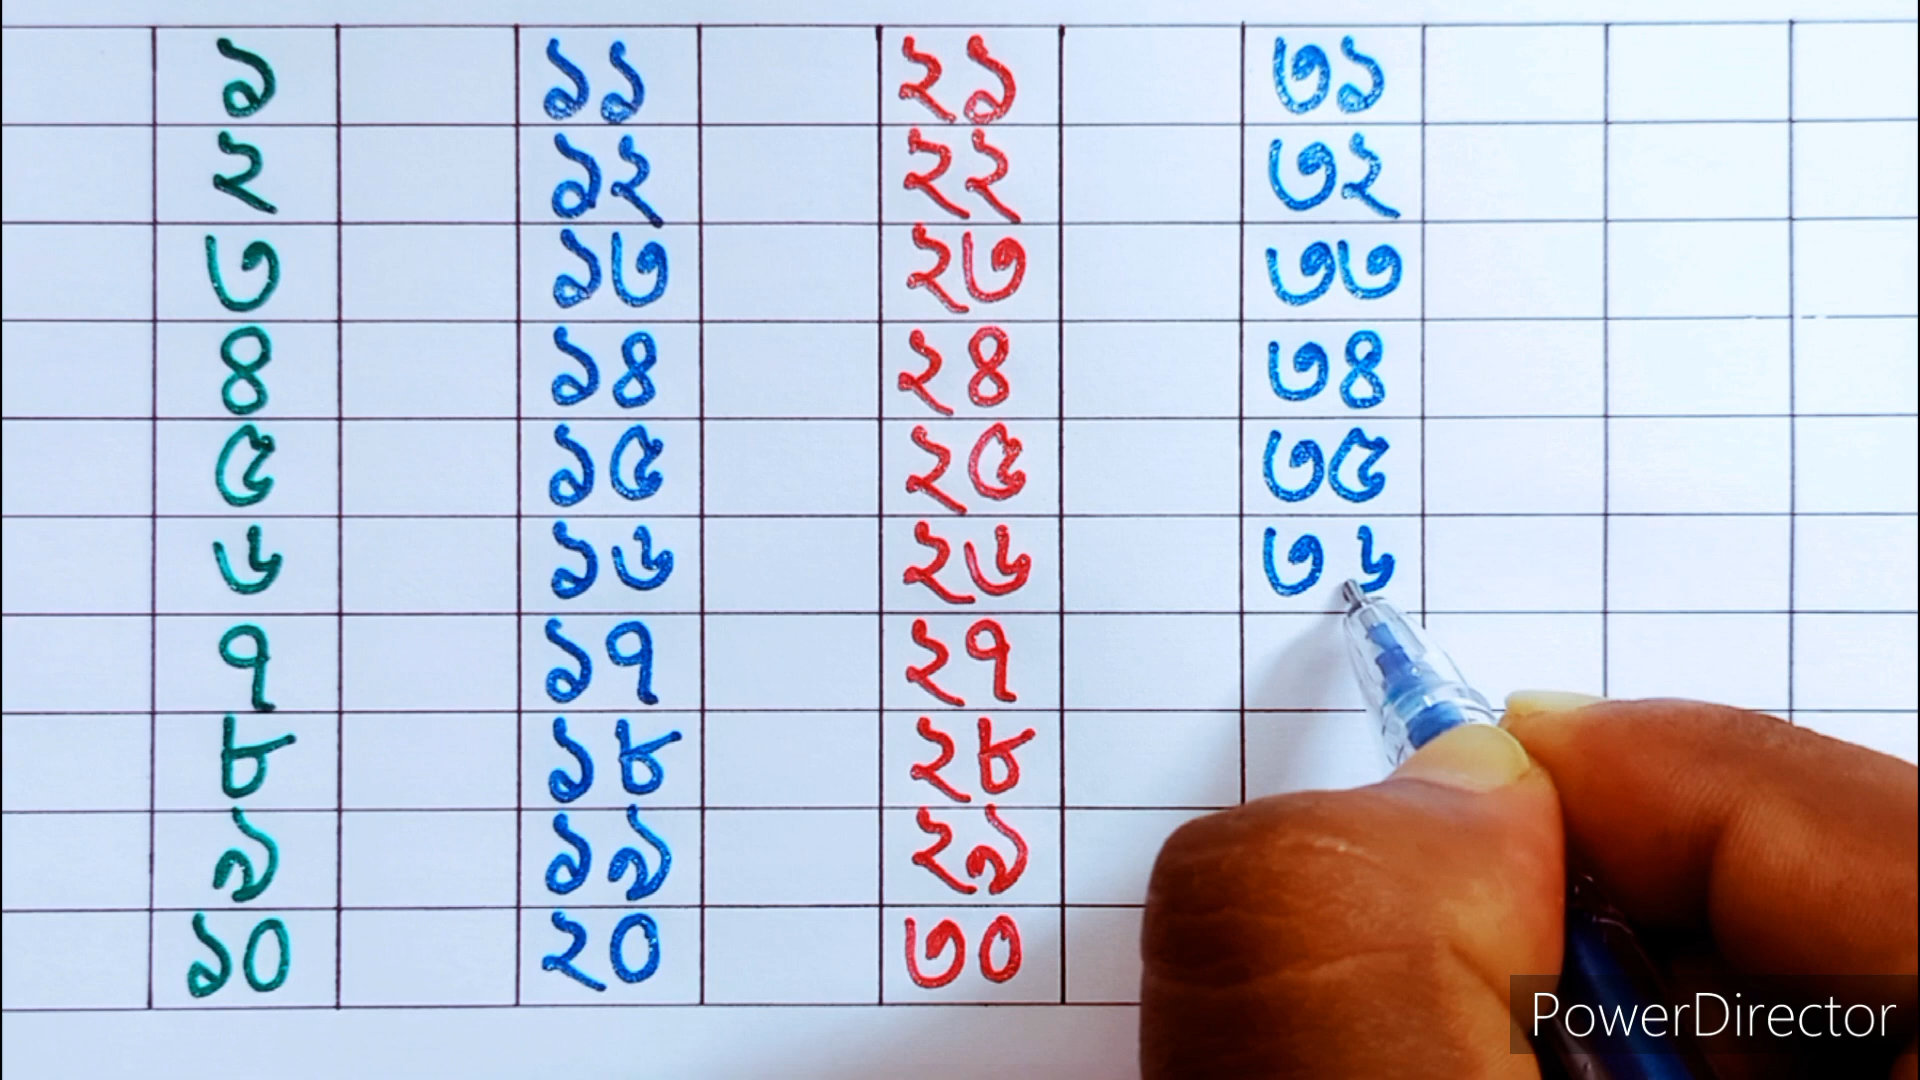 ১ ১১ ২১ ৩১
২ ১২ ২২ ৩২
৩ ১৩ ২৩ ৩৩
৪ ১৪ ২৪ ৩৪
৫ ১৫ ২৫ ৩৫
৬ ১৬ ২৬ ৩৬
৭ ১৭ ২৭
৮ ১৮ ২৮
৯ ১৯ ২৯
১০ ২০ ৩০
PowerDirector